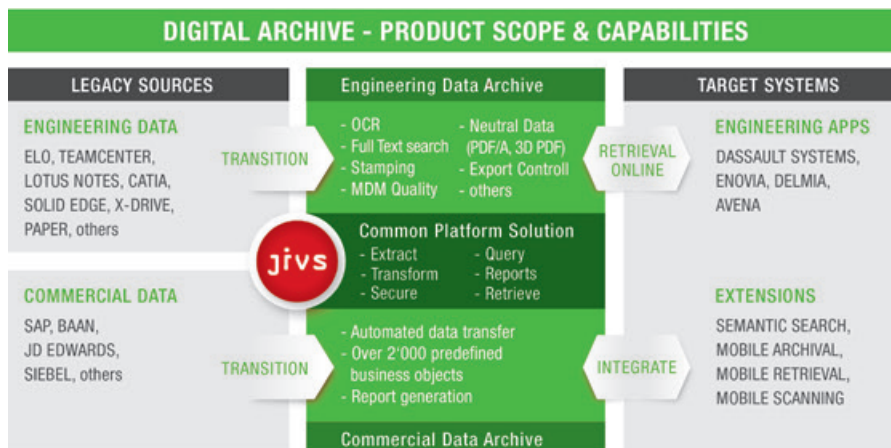 DIGITAL ARCHIVE - PRODUCT SCOPE & CAPABILITIES
LEGACY SOURCES
ENGINEERING DATA
ELO, TEAMCENTER,
LOTUS NOTES, CATIA,
SOLID EDGE, X-DRIVE,
PAPER, others
COMMERCIAL DATA
SAP, BAAN,
JD EDWARDS,
SIEBEL, others
TRANSITION
TRANSITION
jivs
Engineering Data Archive
- OCR
- Full Text search
- Stamping
- MDM Quality
- Neutral Data
(PDF/A, 3D PDF)
- Export Controll
- others
Common Platform Solution
- Extract
- Transform
- Secure
- Query
- Reports
- Retrieve
- Automated data transfer
- Over 2'000 predefined
business objects
- Report generation
Commercial Data Archive
RETRIEVAL
ONLINE
INTEGRATE
TARGET SYSTEMS
ENGINEERING APPS
DASSAULT SYSTEMS,
ENOVIA, DELMIA,
AVENA
EXTENSIONS
SEMANTIC SEARCH,
MOBILE ARCHIVAL,
MOBILE RETRIEVAL,
MOBILE SCANNING